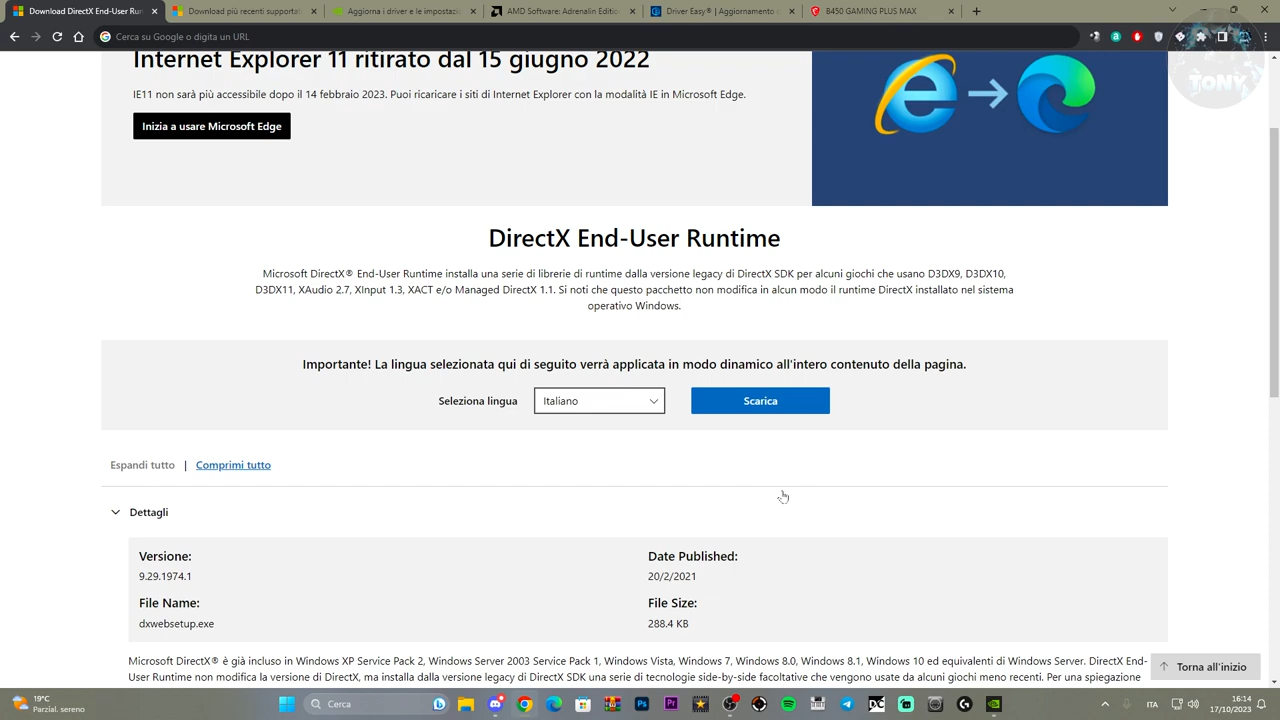 Download DirectX End-User Run
Download più recenti supportat
Aggiorna i driver e le impostazio
AMD Software: Adrenalin Edition
Driver Easy® | Aggiornamento o
B450 GAMING PLUS MAX
Cerca su Google o digita un URL
TONY
Internet Explorer 11 ritirato dal 15 giugno 2022
IE11 non sarà più accessibile dopo il 14 febbraio 2023. Puoi ricaricare i siti di Internet Explorer con la modalità IE in Microsoft Edge.
Inizia a usare Microsoft Edge
DirectX End-User Runtime
Microsoft DirectX® End-User Runtime installa una serie di librerie di runtime dalla versione legacy di DirectX SDK per alcuni giochi che usano D3DX9, D3DX10,
D3DX11, XAudio 2.7, XInput 1.3, XACT e/o Managed DirectX 1.1. Si noti che questo pacchetto non modifica in alcun modo il runtime DirectX installato nel sistema
operativo Windows.
Importante! La lingua selezionata qui di seguito verrà applicata in modo dinamico all'intero contenuto della pagina.
Seleziona lingua
Italiano
Scarica
Espandi tutto | Comprimi tutto
Dettagli
Versione:
9.29.1974.1
Date Published:
20/2/2021
File Name:
dxwebsetup.exe
File Size:
288.4 KB
Microsoft DirectX® è già incluso in Windows XP Service Pack 2, Windows Server 2003 Service Pack 1, Windows Vista, Windows 7, Windows 8.0, Windows 8.1, Windows 10 ed equivalenti di Windows Server. DirectX End-
User Runtime non modifica la versione di DirectX, ma installa dalla versione legacy di DirectX SDK una serie di tecnologie side-by-side facoltative che vengono usate da alcuni giochi meno recenti. Per una spiegazione
Torna all'inizio
19°C
Parzial. sereno
Cerca
Ps
Pr
DC
ITA
16:14
17/10/2023